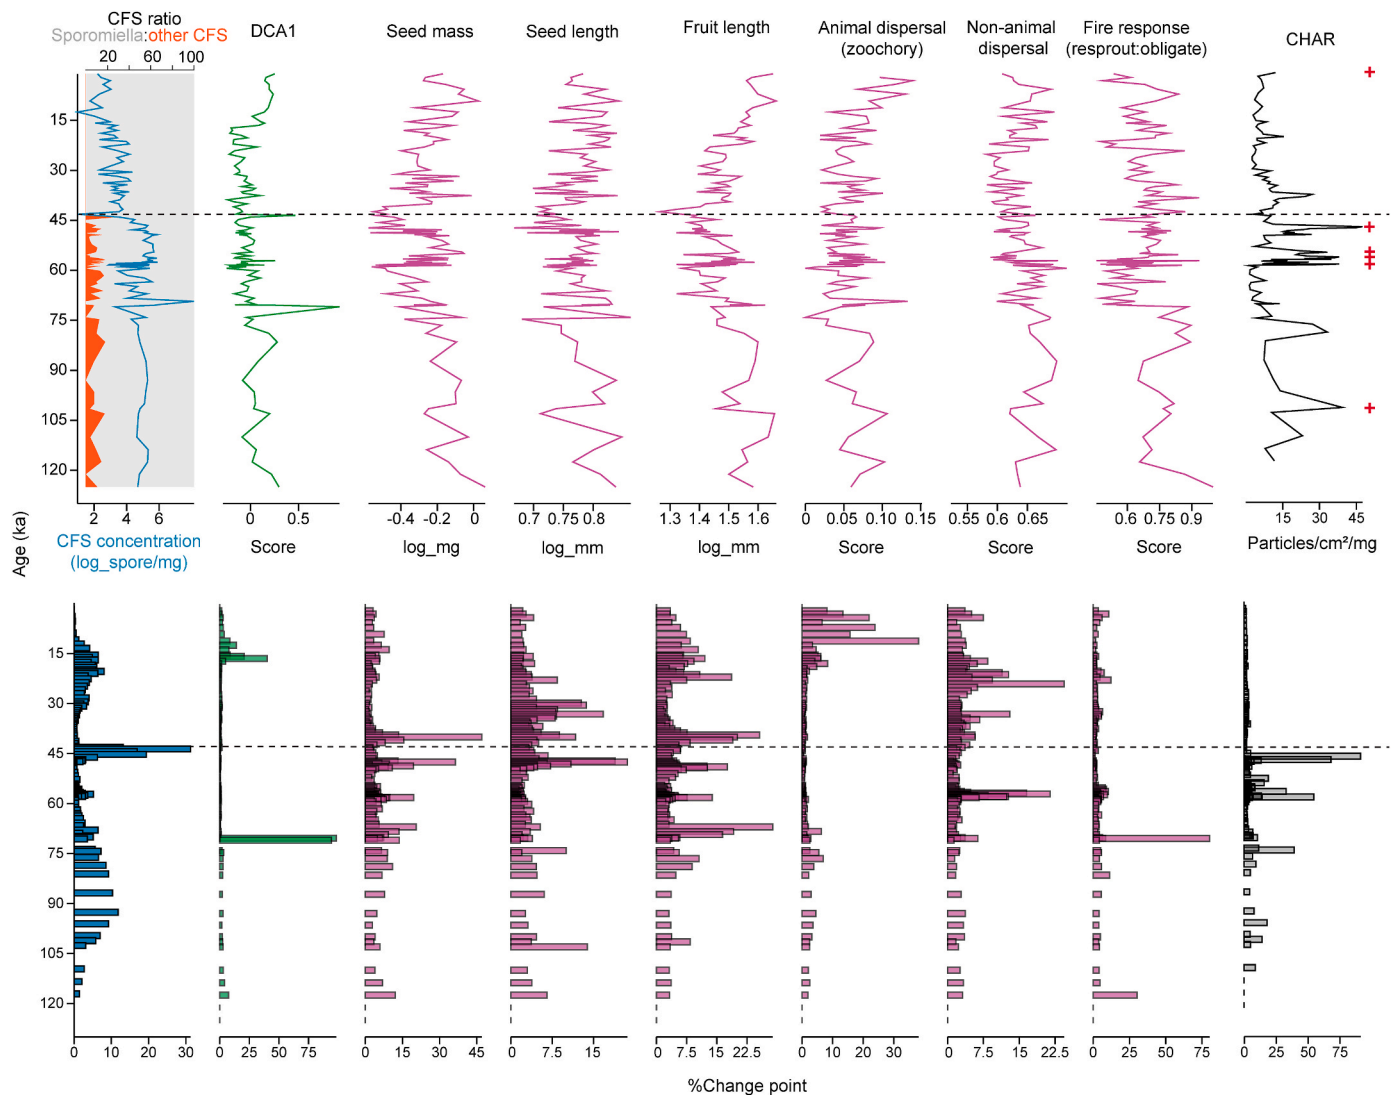 CFS ratio
Sporomiella:other CFS
20 60 100
DCA1
Seed mass
Seed length
Fruit length
Animal dispersal
(zoochory)
Non-animal
dispersal
Fire response
(resprout:obligate)
CHAR
15
30
45
60
75
90
105
120
Age (ka)
2 4 6
0 0.5
-0.4 -0.2 0
0.7 0.75 0.8
1.3 1.4 1.5 1.6
0 0.05 0.10 0.15
0.55 0.6 0.65
0.6 0.75 0.9
15 30 45
CFS concentration
(log_spore/mg)
Score
log_mg
log_mm
log_mm
Score
Score
Score
Particles/cm²/mg
15
30
45
60
75
90
105
120
0 10 20 30
0 25 50 75
0 15 30 45
0 5 15
0 7.5 15 22.5
0 10 20 30
0 7.5 15 22.5
0 25 50 75
0 25 50 75
%Change point